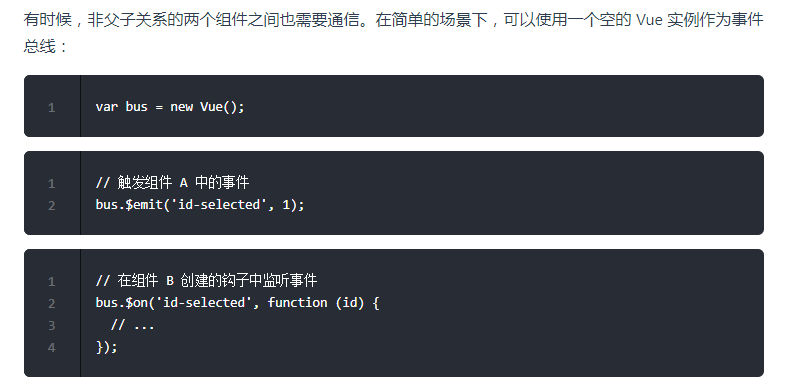 有时候，非父子关系的两个组件之间也需要通信。在简单的场景下，可以使用一个空的 Vue 实例作为事件
总线：
1 var bus = new Vue();
1 // 触发组件 A 中的事件
2 bus.$emit('id-selected', 1);
1 // 在组件 B 创建的钩子中监听事件
2 bus.$on('id-selected', function (id) {
3   // ...
4 });